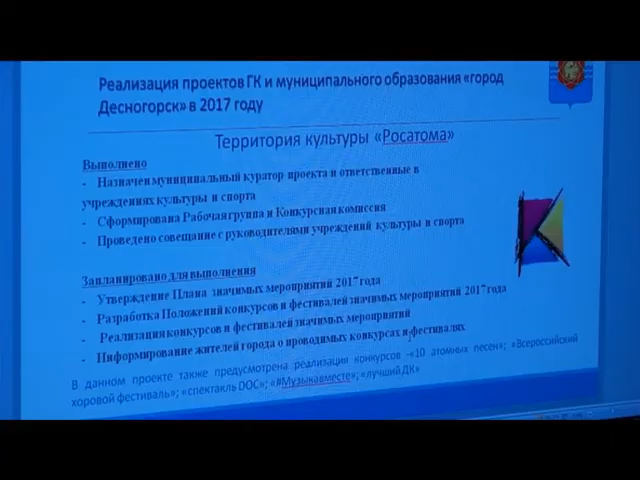 Реализация проектов ГК и муниципального образования «город
Десногорск» в 2017 году
Территория культуры «Росатома»
Выполнено
- Назначен муниципальный куратор проекта и ответственные в
учреждениях культуры и спорта
- Сформирована Рабочая группа и Конкурсная комиссия
- Проведено совещание с руководителями учреждений культуры и спорта
Запланировано для выполнения
- Утверждение Плана значимых мероприятий 2017 года
- Разработка Положений конкурсов и фестивалей значимых мероприятий 2017 года
- Реализация конкурсов и фестивалей значимых мероприятий
- Информирование жителей города о проводимых конкурсах и фестивалях
В данном проекте также предусмотрена реализация конкурсов -«10 атомных песен»; «Всероссийский
хоровой фестиваль»; «спектакль DOC»; «#Музыкавместе»; «лучший ДК»